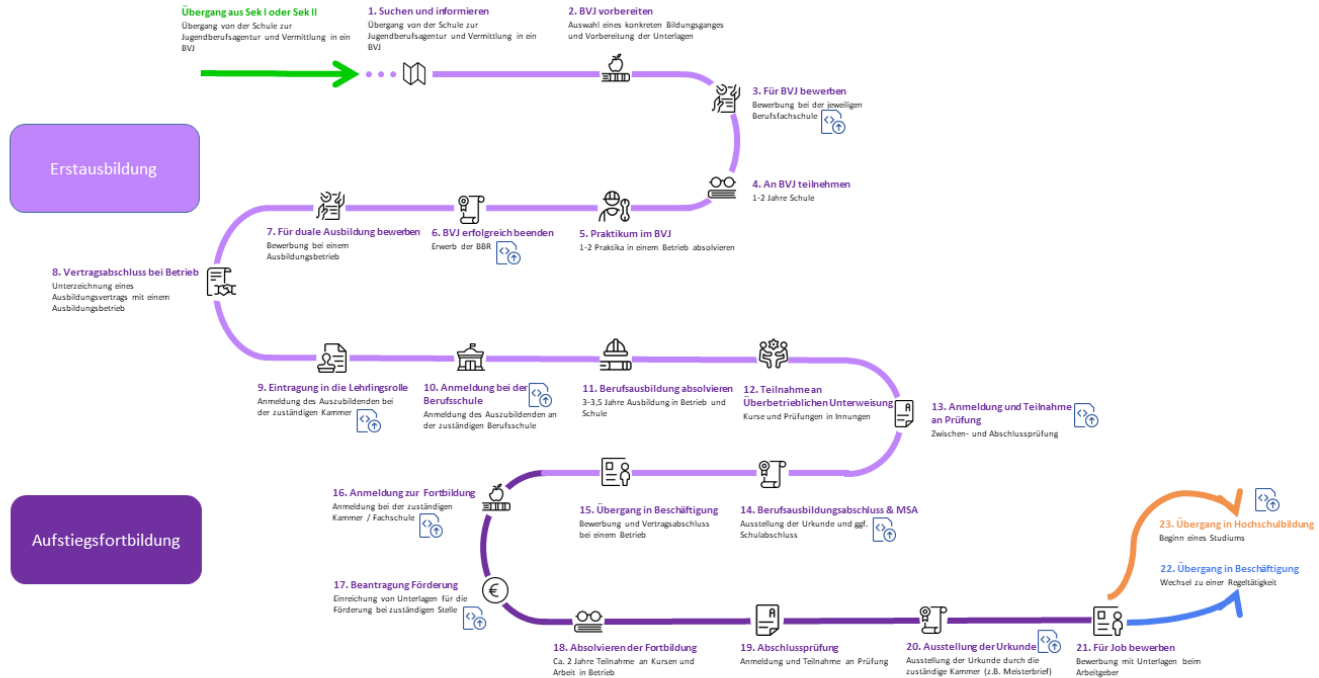 Übergang aus Sek I oder Sek II
Übergang von der Schule zur
Jugendberufsagentur und Vermittlung in ein
BVJ
1. Suchen und informieren
Übergang von der Schule zur
Jugendberufsagentur und Vermittlung in ein
BVJ
2. BVJ vorbereiten
Auswahl eines konkreten Bildungsganges
und Vorbereitung der Unterlagen
3. Für BVJ bewerben
Bewerbung bei der jeweiligen
Berufsfachschule
Erstausbildung
4. An BVJ teilnehmen
1-2 Jahre Schule
7. Für duale Ausbildung bewerben
Bewerbung bei einem
Ausbildungsbetrieb
6. BVJ erfolgreich beenden
Erwerb der BBR
5. Praktikum im BVJ
1-2 Praktika in einem Betrieb absolvieren
8. Vertragsabschluss bei Betrieb
Unterzeichnung eines
Ausbildungsvertrags mit einem
Ausbildungsbetrieb
9. Eintragung in die Lehrlingsrolle
Anmeldung des Auszubildenden bei
der zuständigen Kammer
10. Anmeldung bei der
Berufsschule
Anmeldung des Auszubildenden an
der zuständigen Berufsschule
11. Berufsausbildung absolvieren
3-3,5 Jahre Ausbildung in Betrieb und
Schule
12. Teilnahme an
Überbetrieblichen Unterweisung
Kurse und Prüfungen in Innungen
A
13. Anmeldung und Teilnahme
an Prüfung
Zwischen- und Abschlussprüfung
Aufstiegsfortbildung
16. Anmeldung zur Fortbildung
Anmeldung bei der zuständigen
Kammer / Fachschule
15. Übergang in Beschäftigung
Bewerbung und Vertragsabschluss
bei einem Betrieb
14. Berufsausbildungsabschluss & MSA
Ausstellung der Urkunde und ggf.
Schulabschluss
23. Übergang in Hochschulbildung
Beginn eines Studiums
22. Übergang in Beschäftigung
Wechsel zu einer Regeltätigkeit
17. Beantragung Förderung
Einreichung von Unterlagen für die
Förderung bei zuständigen Stelle
€
18. Absolvieren der Fortbildung
Ca. 2 Jahre Teilnahme an Kursen und
Arbeit in Betrieb
A
19. Abschlussprüfung
Anmeldung und Teilnahme an Prüfung
20. Ausstellung der Urkunde
Ausstellung der Urkunde durch die
zuständige Kammer (z.B. Meisterbrief)
21. Für Job bewerben
Bewerbung mit Unterlagen beim
Arbeitgeber